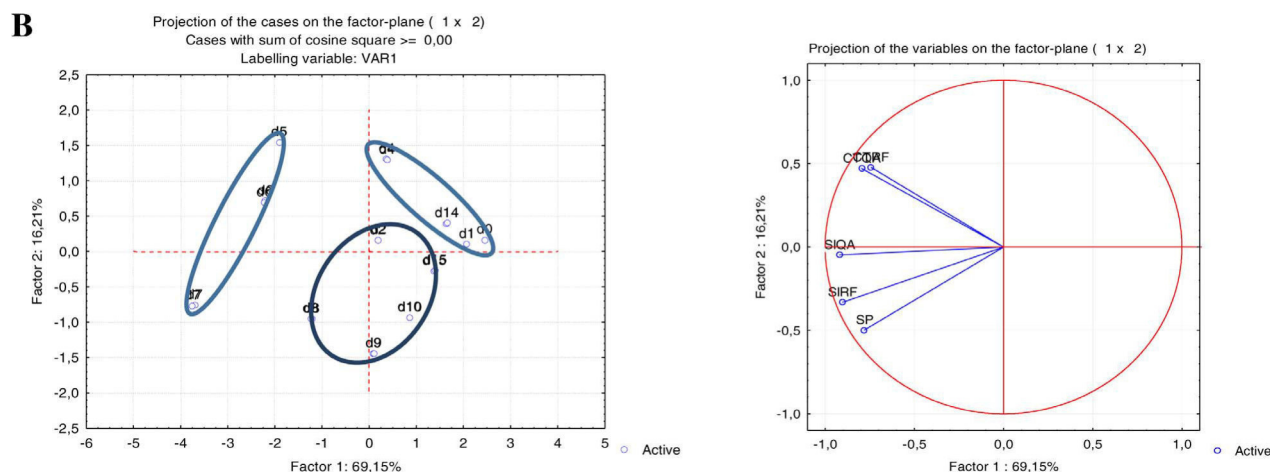 B
Projection of the cases on the factor-plane ( 1 x 2)
Cases with sum of cosine square >= 0,00
Labelling variable: VAR1
2,5
2,0
1,5
1,0
0,5
0,0
-0,5
-1,0
-1,5
-2,0
-2,5
Factor 2: 16,21%
d5
d4
d6
d14
d2
d1
d0
d15
d7
d8
d10
d9
-6 -5 -4 -3 -2 -1 0 1 2 3 4 5
Factor 1: 69,15%
Active
Projection of the variables on the factor-plane ( 1 x 2)
1,0
0,5
0,0
-0,5
-1,0
Factor 2 : 16,21%
SIQA
SIRF
SP
-1,0 -0,5 0,0 0,5 1,0
Factor 1 : 69,15%
Active